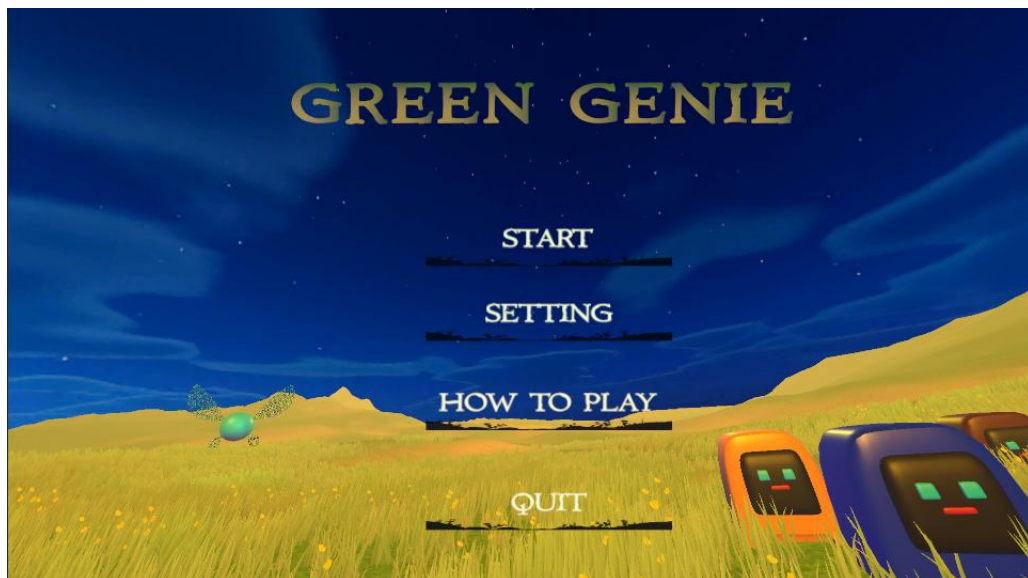 GREEN GENIE
START
SETTING
HOW TO PLAY
QUIT